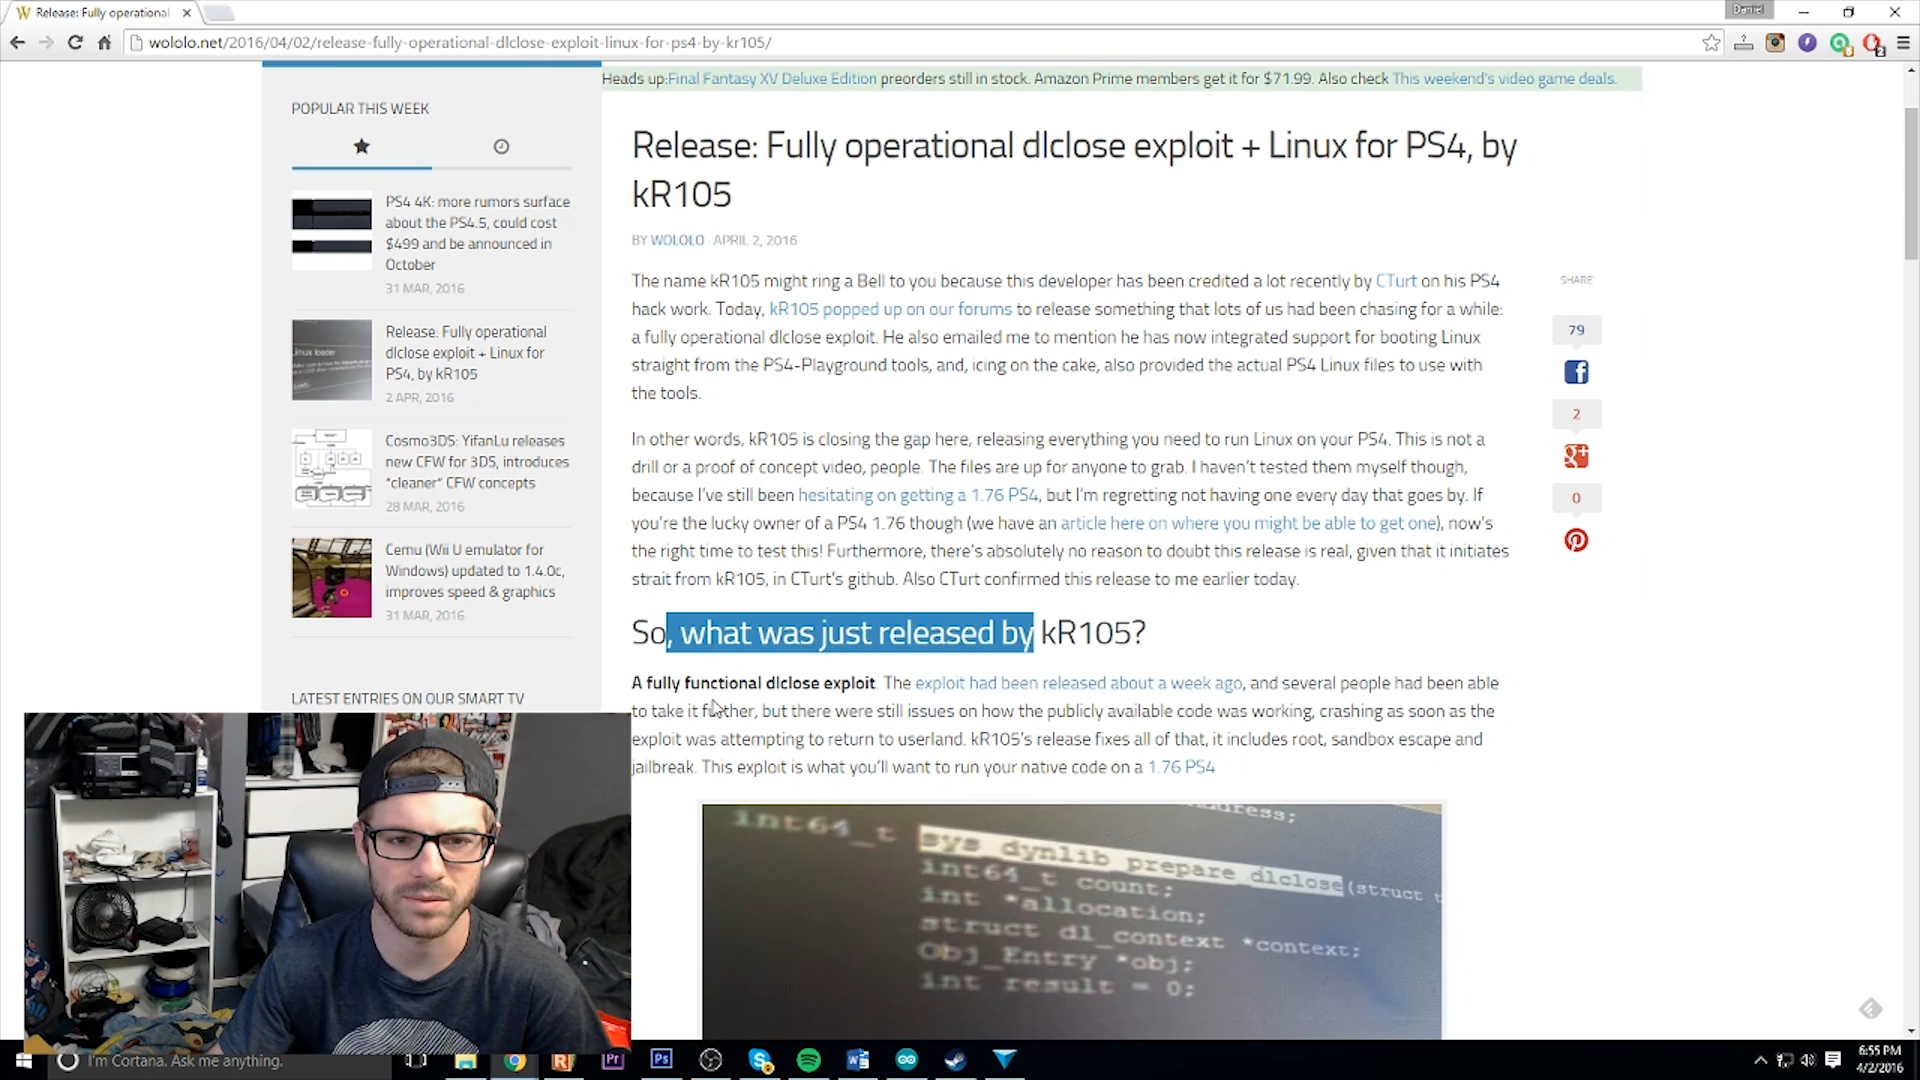 Release: Fully operational
Daniel
wololo.net/2016/04/02/release-fully-operational-dlclose-exploit-linux-for-ps4-by-kr105/
Heads up:Final Fantasy XV Deluxe Edition preorders still in stock. Amazon Prime members get it for $71.99. Also check This weekend's video game deals.
POPULAR THIS WEEK
PS4 4K: more rumors surface
about the PS4.5, could cost
$499 and be announced in
October
31 MAR, 2016
Linux loader
Release: Fully operational
dlclose exploit + Linux for
PS4, by kR105
2 APR, 2016
Cosmo3DS: YifanLu releases
new CFW for 3DS, introduces
“cleaner” CFW concepts
28 MAR, 2016
Cemu (Wii U emulator for
Windows) updated to 1.4.0c,
improves speed & graphics
31 MAR, 2016
LATEST ENTRIES ON OUR SMART TV
Release: Fully operational dlclose exploit + Linux for PS4, by
kR105
BY WOLOLO · APRIL 2, 2016
The name kR105 might ring a Bell to you because this developer has been credited a lot recently by CTurt on his PS4
hack work. Today, kR105 popped up on our forums to release something that lots of us had been chasing for a while:
a fully operational dlclose exploit. He also emailed me to mention he has now integrated support for booting Linux
straight from the PS4-Playground tools, and, icing on the cake, also provided the actual PS4 Linux files to use with
the tools.
In other words, kR105 is closing the gap here, releasing everything you need to run Linux on your PS4. This is not a
drill or a proof of concept video, people. The files are up for anyone to grab. I haven’t tested them myself though,
because I’ve still been hesitating on getting a 1.76 PS4, but I’m regretting not having one every day that goes by. If
you’re the lucky owner of a PS4 1.76 though (we have an article here on where you might be able to get one), now’s
the right time to test this! Furthermore, there’s absolutely no reason to doubt this release is real, given that it initiates
strait from kR105, in CTurt’s github. Also CTurt confirmed this release to me earlier today.
So, what was just released by kR105?
A fully functional dlclose exploit. The exploit had been released about a week ago, and several people had been able
to take it further, but there were still issues on how the publicly available code was working, crashing as soon as the
exploit was attempting to return to userland. kR105’s release fixes all of that, it includes root, sandbox escape and
jailbreak. This exploit is what you’ll want to run your native code on a 1.76 PS4
address;
int64_t sys_dynlib_prepare_dlclose(struct t
int64_t count;
int *allocation;
struct dl_context *context;
Obj_Entry *obj;
int result = 0;
SHARE
79
2
0
I'm Cortana. Ask me anything.
6:55 PM
4/2/2016